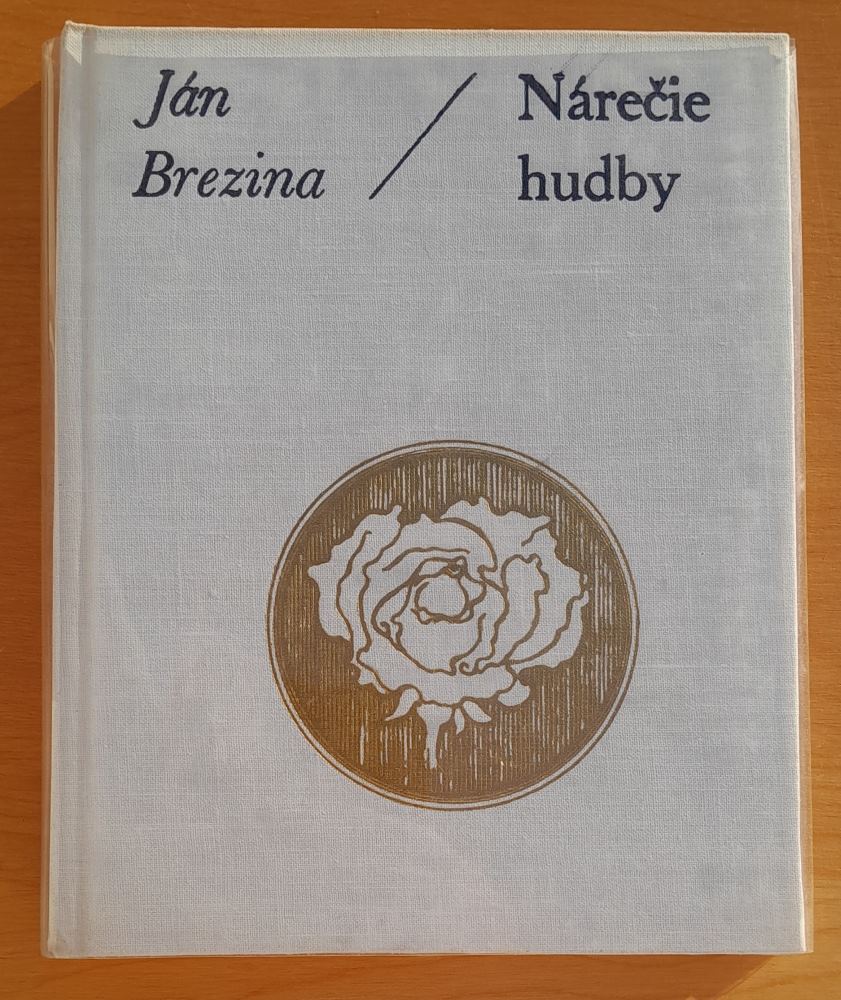 Ján
Brezina
/
Nárečie
hudby